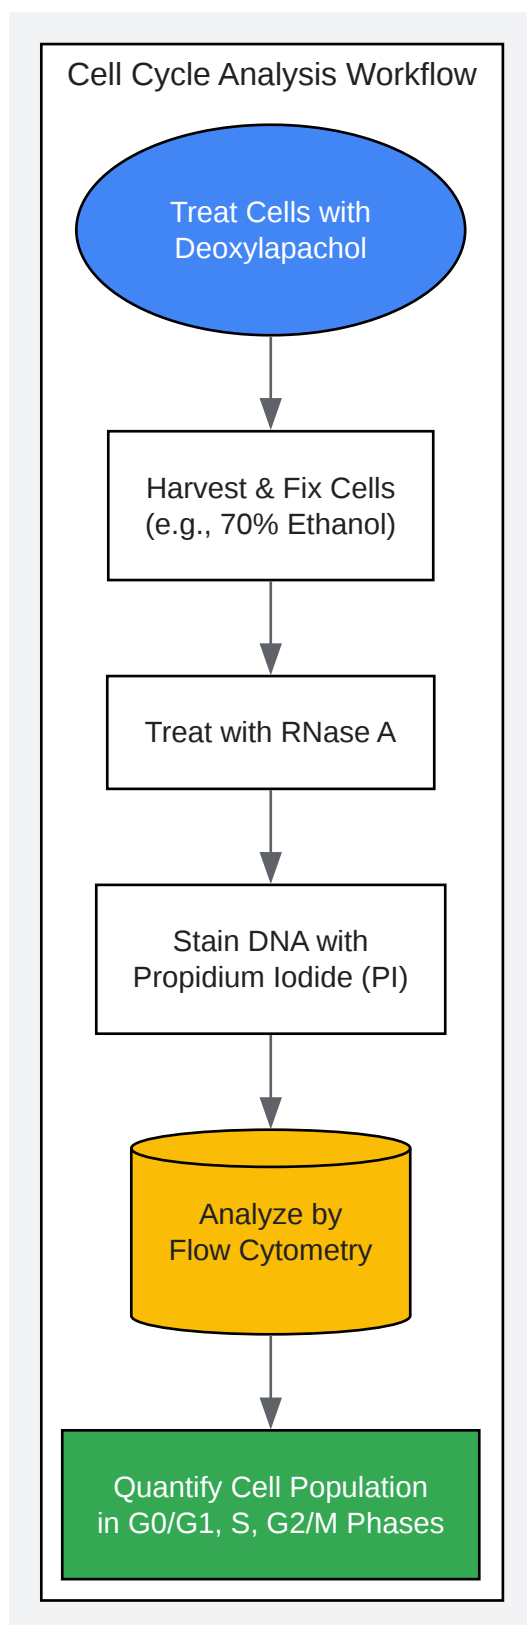 Cell Cycle Analysis Workflow
Treat Cells with
Deoxylapachol
Harvest & Fix Cells
(e.g., 70% Ethanol)
Treat with RNase A
Stain DNA with
Propidium Iodide (PI)
Analyze by
Flow Cytometry
Quantify Cell Population
in G0/G1, S, G2/M Phases